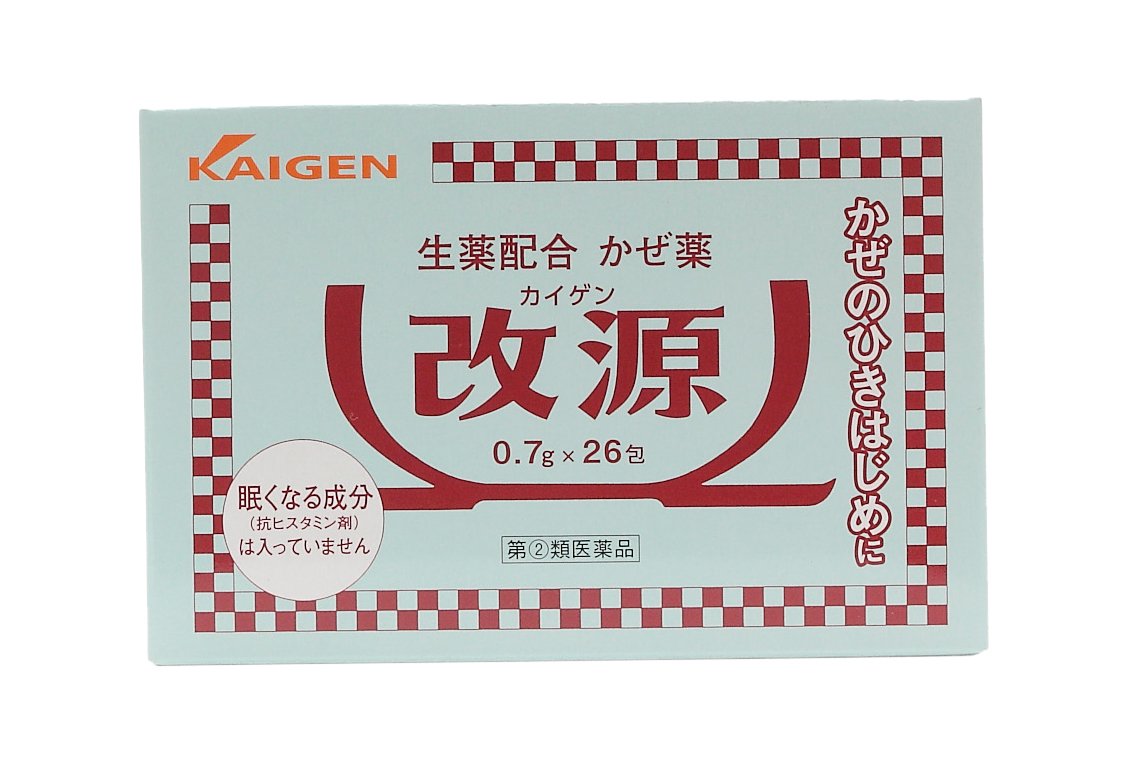 KAIGEN
生薬配合 かぜ薬
カイゲン
改源
0.7g×26包
かぜのひきはじめに
眠くなる成分
(抗ヒスタミン剤)
は入っていません
第②類医薬品